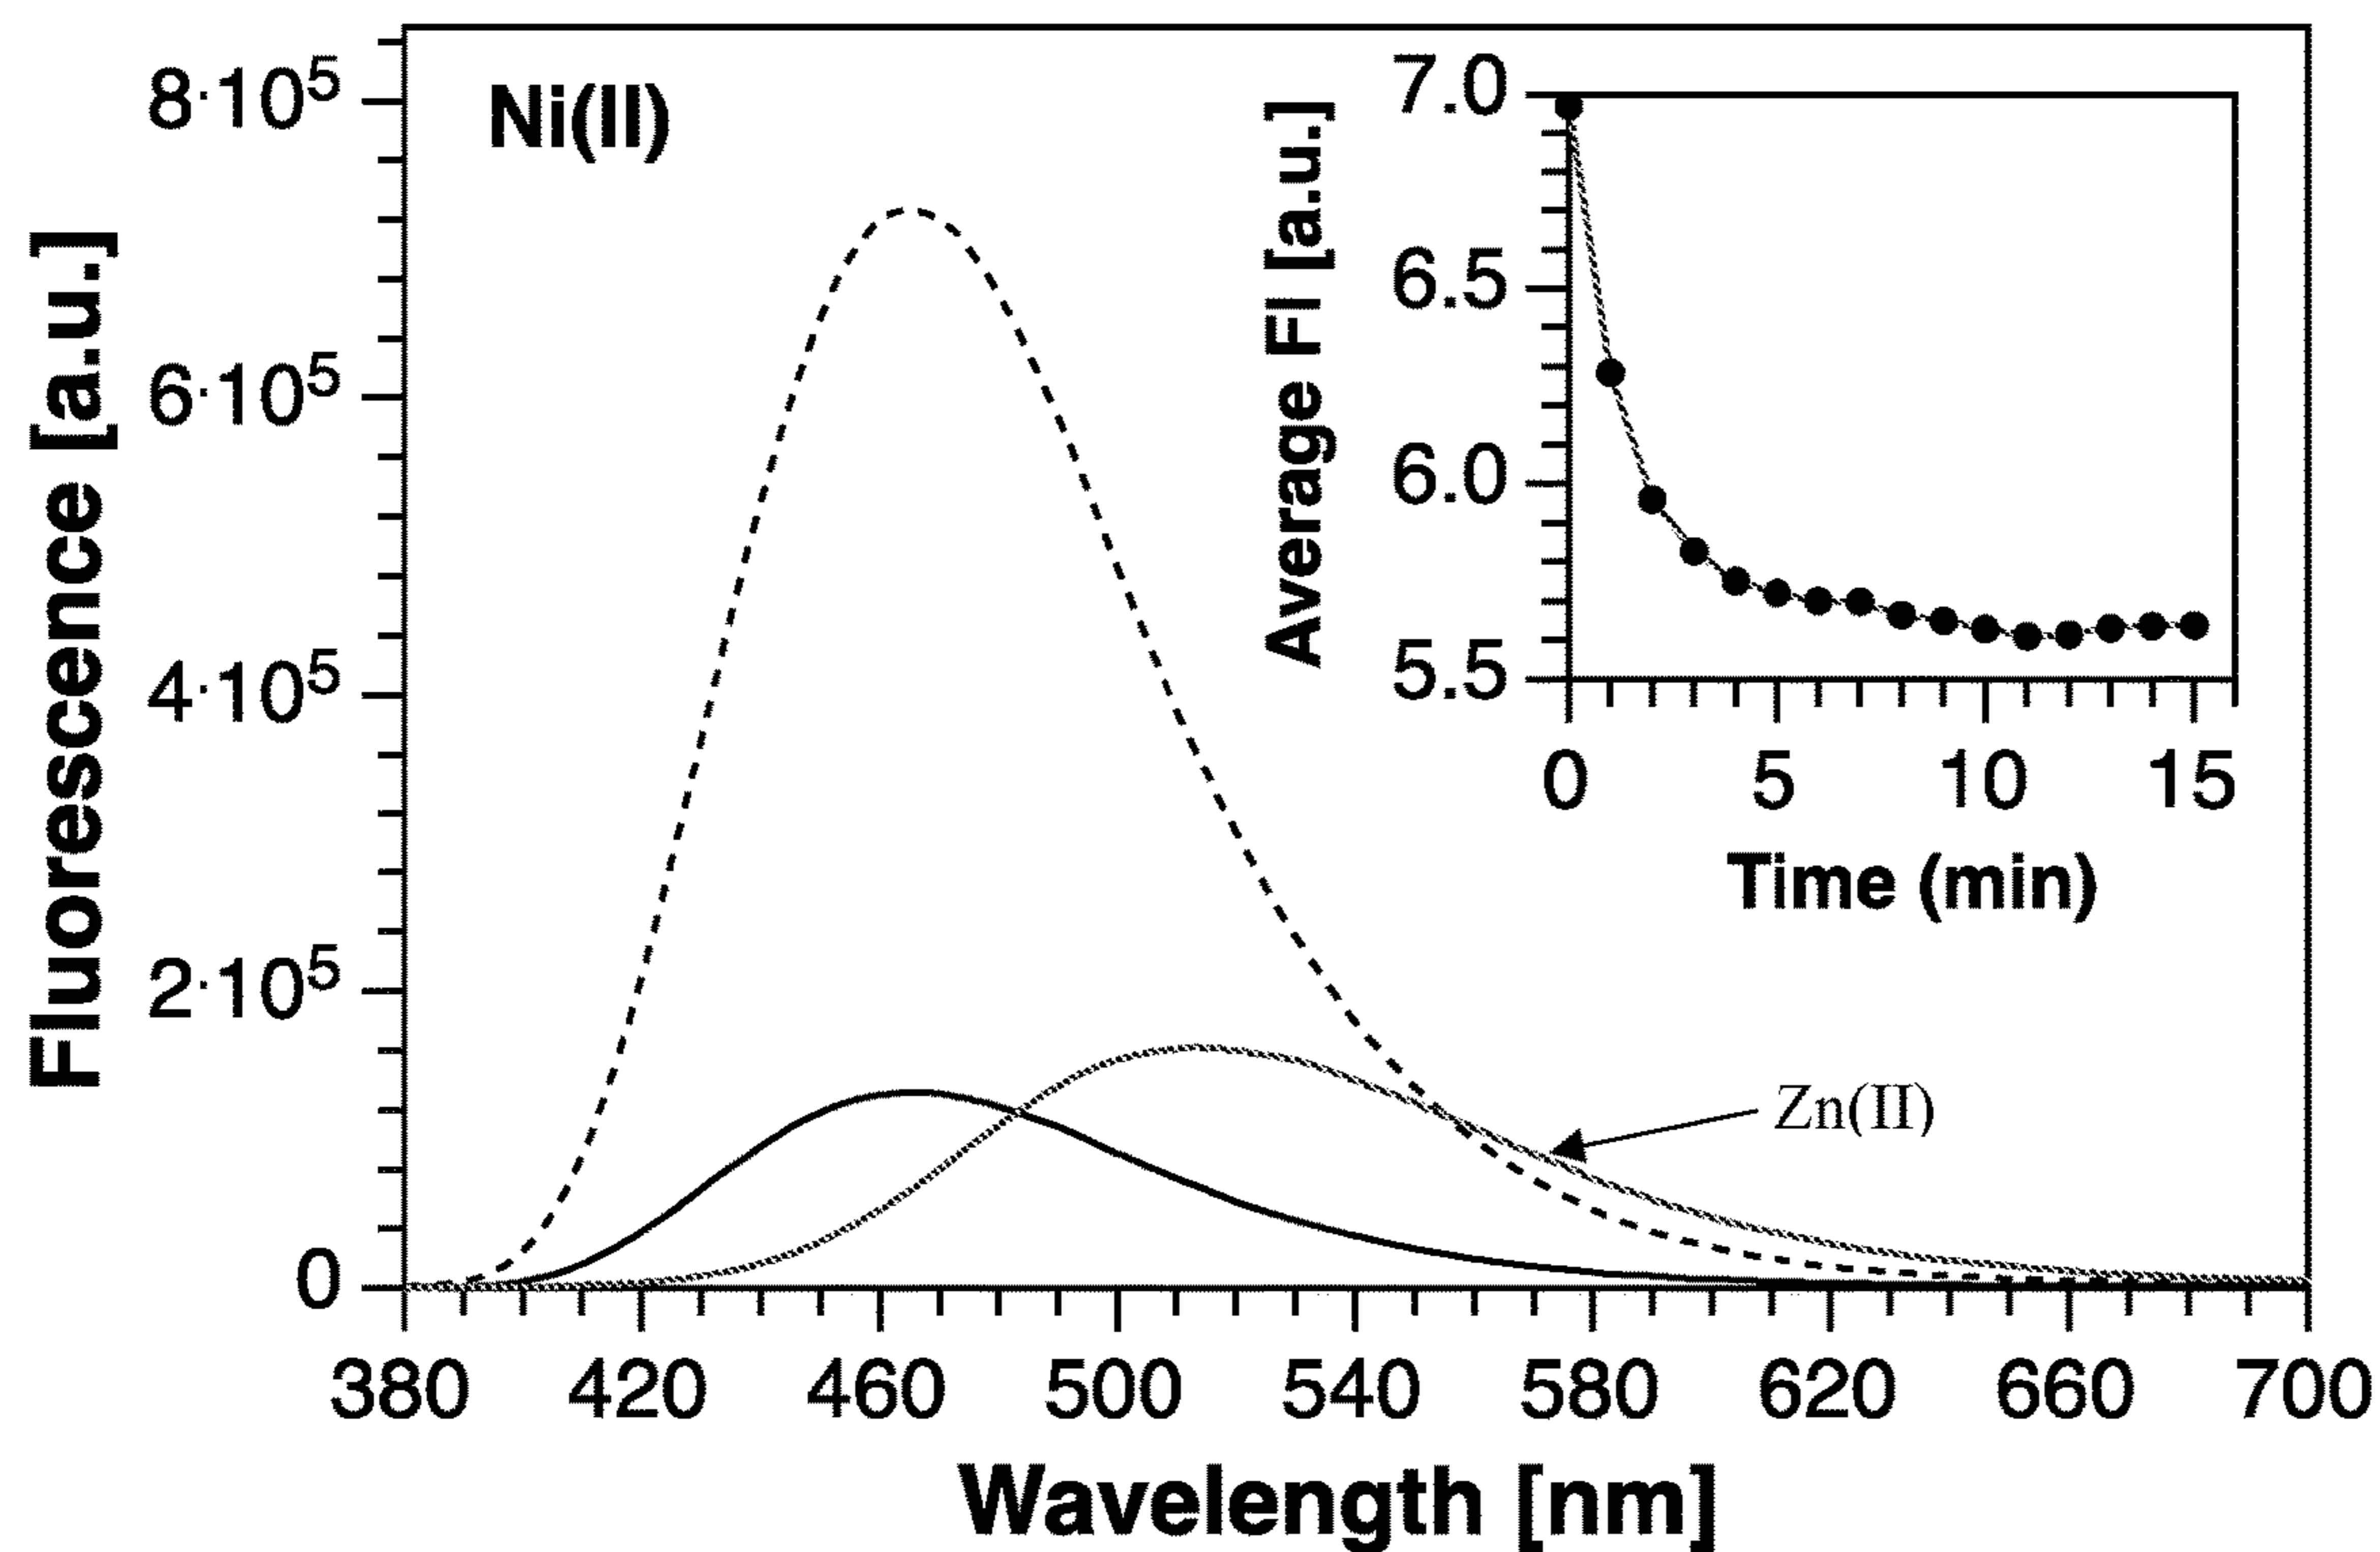 Ni(II)
Fluorescence [a.u.]
8·10⁵
6·10⁵
4·10⁵
2·10⁵
0
380 420 460 500 540 580 620 660 700
Wavelength [nm]
Average FI [a.u.]
7.0
6.5
6.0
5.5
0 5 10 15
Time (min)
Zn(II)